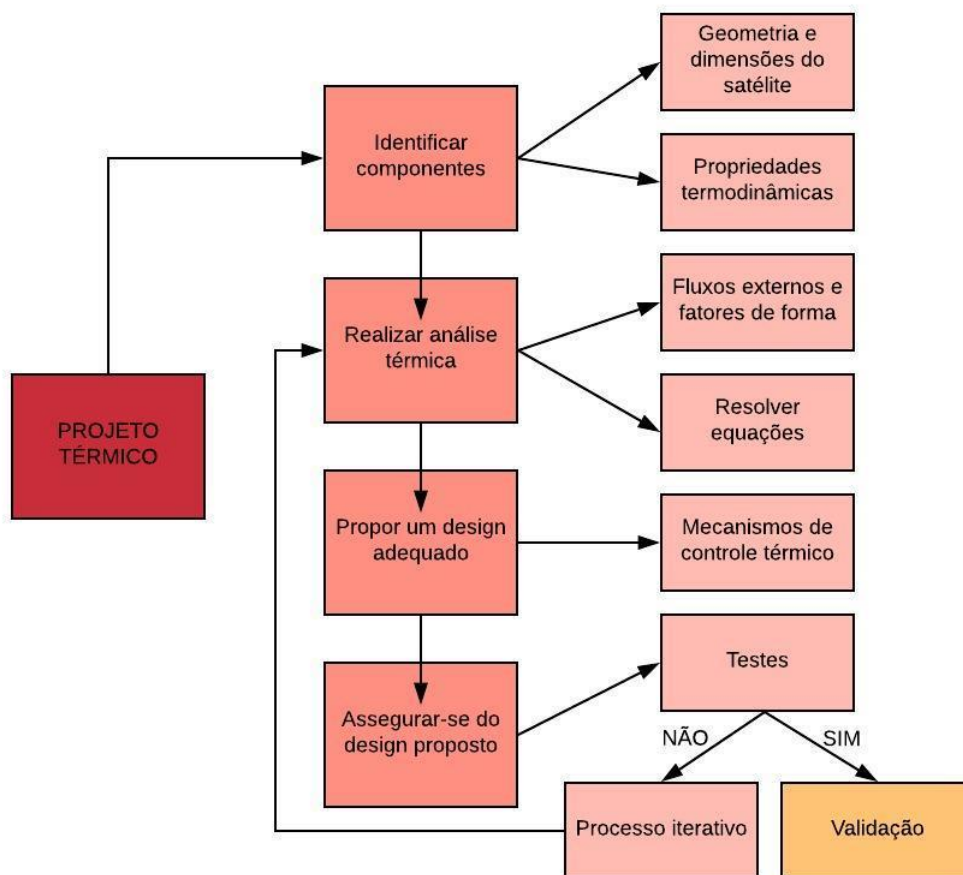 Geometria e
dimensões do
satélite
Identificar
componentes
Propriedades
termodinâmicas
Fluxos externos e
fatores de forma
Realizar análise
térmica
PROJETO
TÉRMICO
Resolver
equações
Propor um design
adequado
Mecanismos de
controle térmico
Testes
Assegurar-se do
design proposto
NÃO
SIM
Processo iterativo
Validação